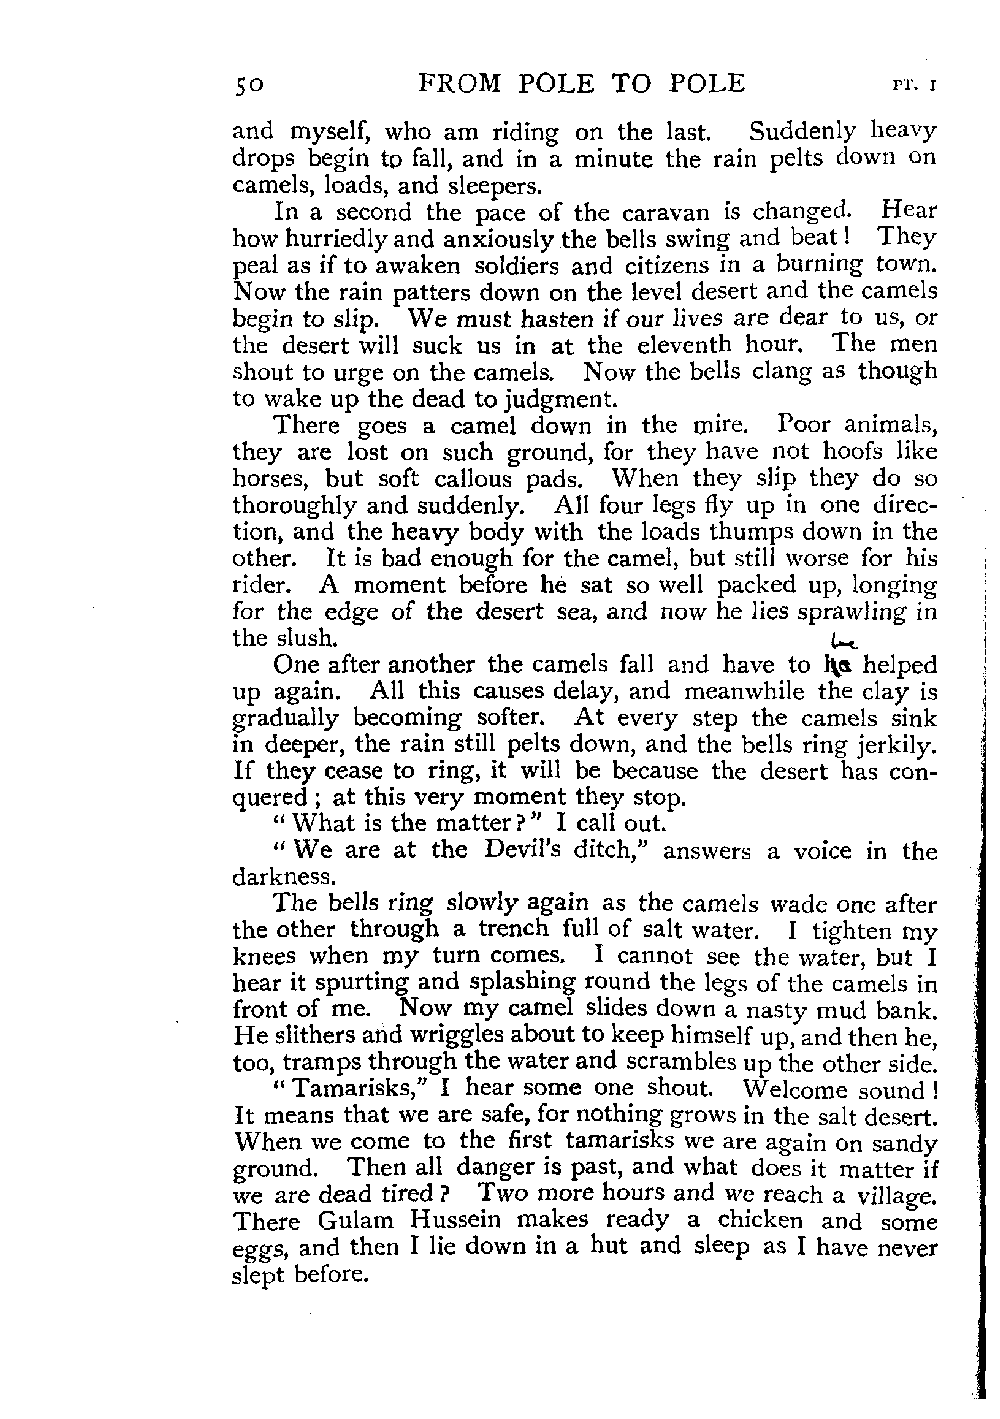 50 FROM POLE TO POLE PT. I
and myself, who am riding on the last. Suddenly heavy
drops begin to fall, and in a minute the rain pelts down on
camels, loads, and sleepers.
In a second the pace of the caravan is changed. Hear
how hurriedly and anxiously the bells swing and beat! They
peal as if to awaken soldiers and citizens in a burning town.
Now the rain patters down on the level desert and the camels
begin to slip. We must hasten if our lives are dear to us, or
the desert will suck us in at the eleventh hour. The men
shout to urge on the camels. Now the bells clang as though
to wake up the dead to judgment.
There goes a camel down in the mire. Poor animals,
they are lost on such ground, for they have not hoofs like
horses, but soft callous pads. When they slip they do so
thoroughly and suddenly. All four legs fly up in one direc-
tion, and the heavy body with the loads thumps down in the
other. It is bad enough for the camel, but still worse for his
rider. A moment before he sat so well packed up, longing
for the edge of the desert sea, and now he lies sprawling in
the slush.
be
One after another the camels fall and have to helped
up again. All this causes delay, and meanwhile the clay is
gradually becoming softer. At every step the camels sink
in deeper, the rain still pelts down, and the bells ring jerkily.
If they cease to ring, it will be because the desert has con-
quered; at this very moment they stop.
"What is the matter?" I call out.
"We are at the Devil's ditch," answers a voice in the
darkness.
The bells ring slowly again as the camels wade one after
the other through a trench full of salt water. I tighten my
knees when my turn comes. I cannot see the water, but I
hear it spurting and splashing round the legs of the camels in
front of me. Now my camel slides down a nasty mud bank.
He slithers and wriggles about to keep himself up, and then he,
too, tramps through the water and scrambles up the other side.
"Tamarisks," I hear some one shout. Welcome sound!
It means that we are safe, for nothing grows in the salt desert.
When we come to the first tamarisks we are again on sandy
ground. Then all danger is past, and what does it matter if
we are dead tired? Two more hours and we reach a village.
There Gulam Hussein makes ready a chicken and some
eggs, and then I lie down in a hut and sleep as I have never
slept before.